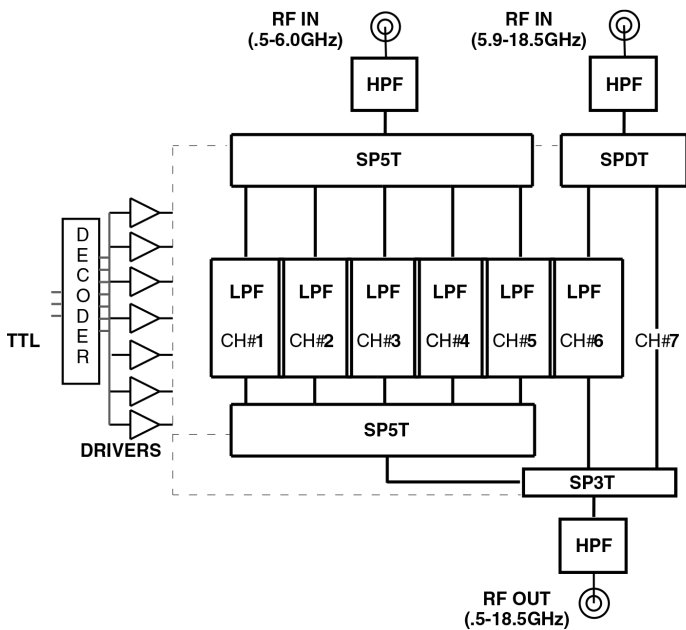 RF IN
(.5-6.0GHz)
RF IN
(5.9-18.5GHz)
HPF
HPF
SP5T
SPDT
DECODER
TTL
DRIVERS
LPF
CH#1
LPF
CH#2
LPF
CH#3
LPF
CH#4
LPF
CH#5
LPF
CH#6
CH#7
SP5T
SP3T
HPF
RF OUT
(.5-18.5GHz)